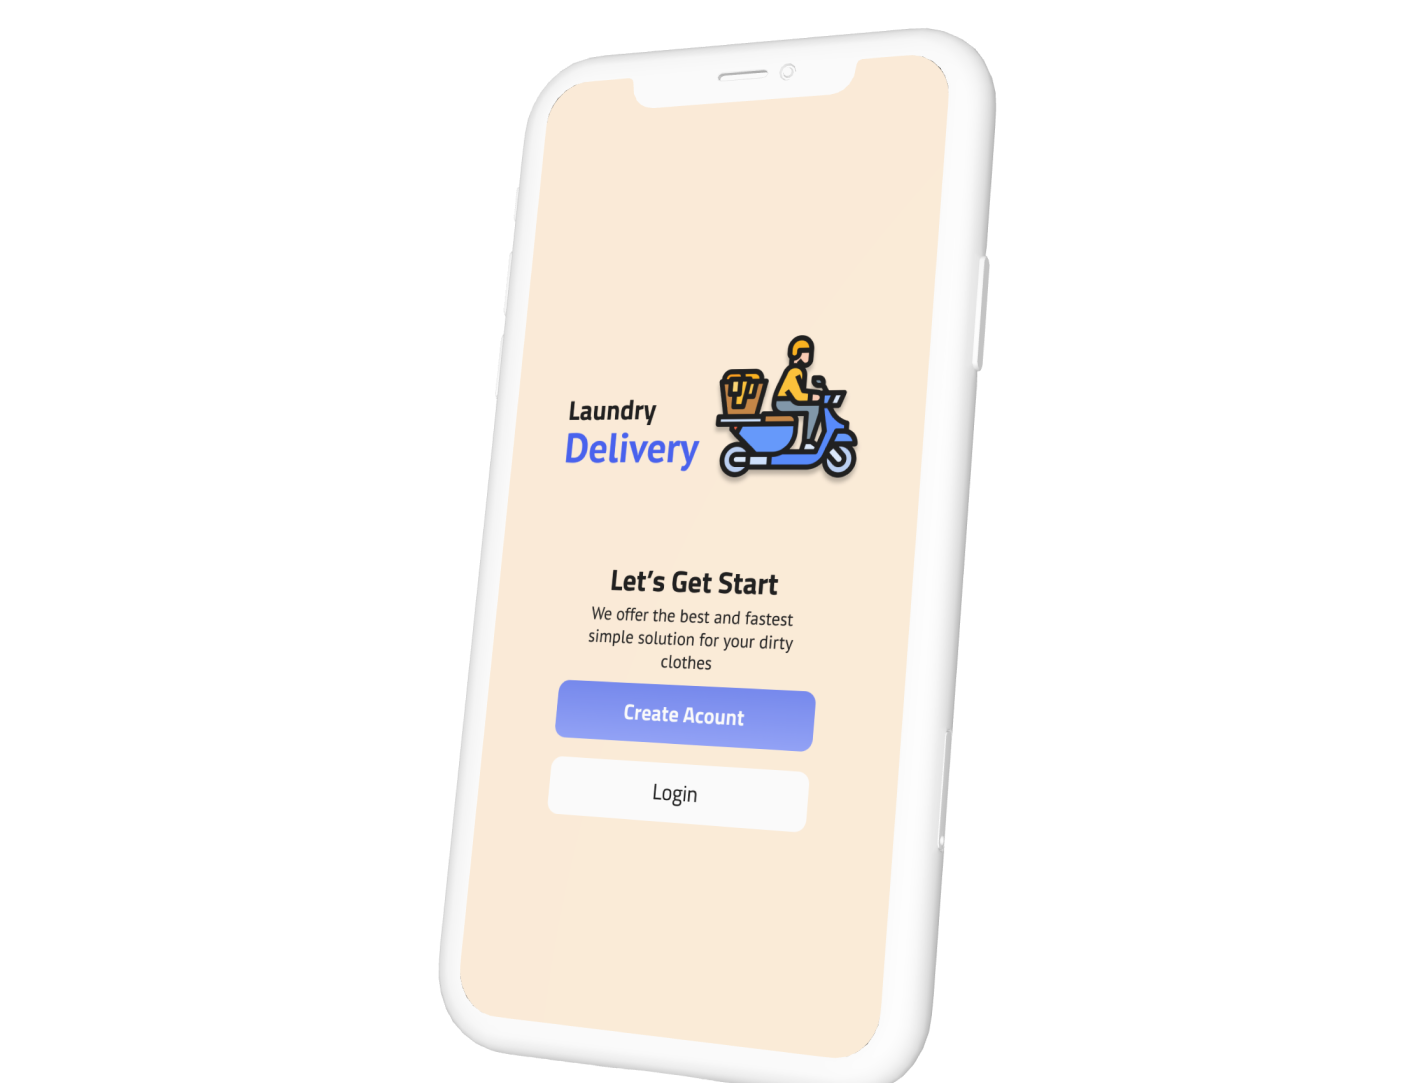 Laundry
Delivery
Let’s Get Start
We offer the best and fastest
simple solution for your dirty
clothes
Create Acount
Login